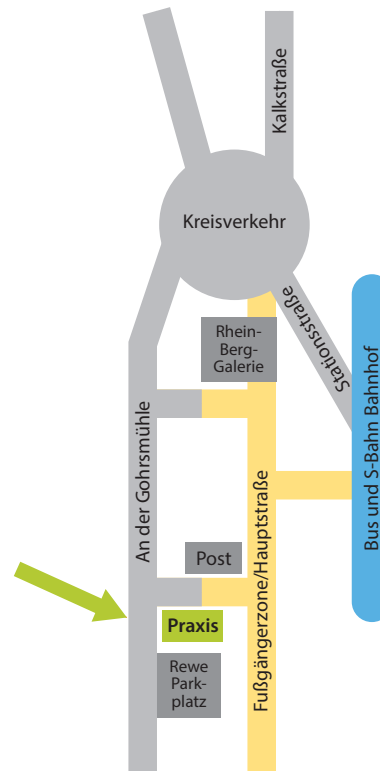 Kalkstraße
Kreisverkehr
Stationsstraße
Rhein-
Berg-
Galerie
Bus und S-Bahn Bahnhof
An der Gohrsmühle
Fußgängerzone/Hauptstraße
Post
Praxis
Rewe
Park-
platz